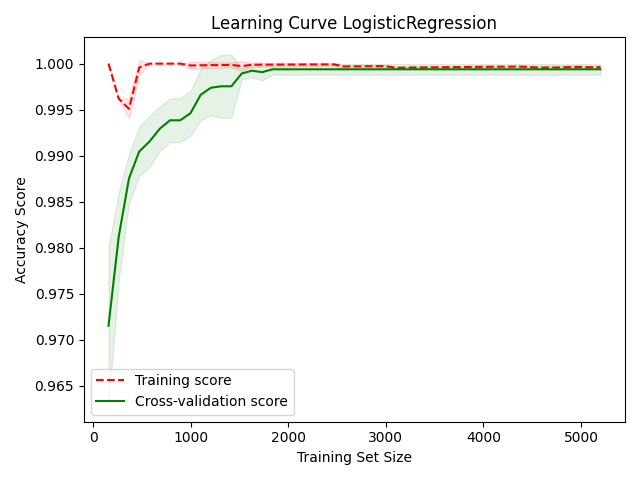 Learning Curve LogisticRegression
1.000
0.995
0.990
0.985
0.980
0.975
0.970
0.965
Accuracy Score
Training score
Cross-validation score
0 1000 2000 3000 4000 5000
Training Set Size